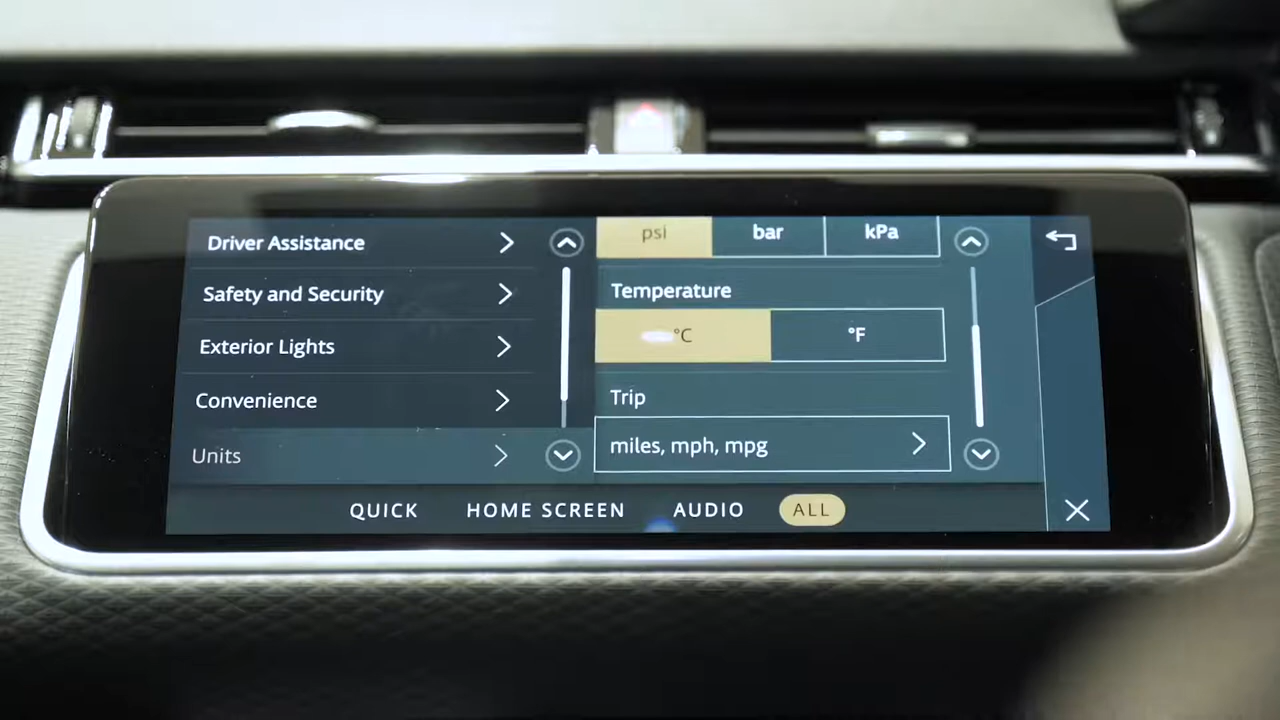 Driver Assistance
Safety and Security
Exterior Lights
Convenience
Units
psi bar kPa
Temperature
°C °F
Trip
miles, mph, mpg
QUICK HOME SCREEN AUDIO ALL